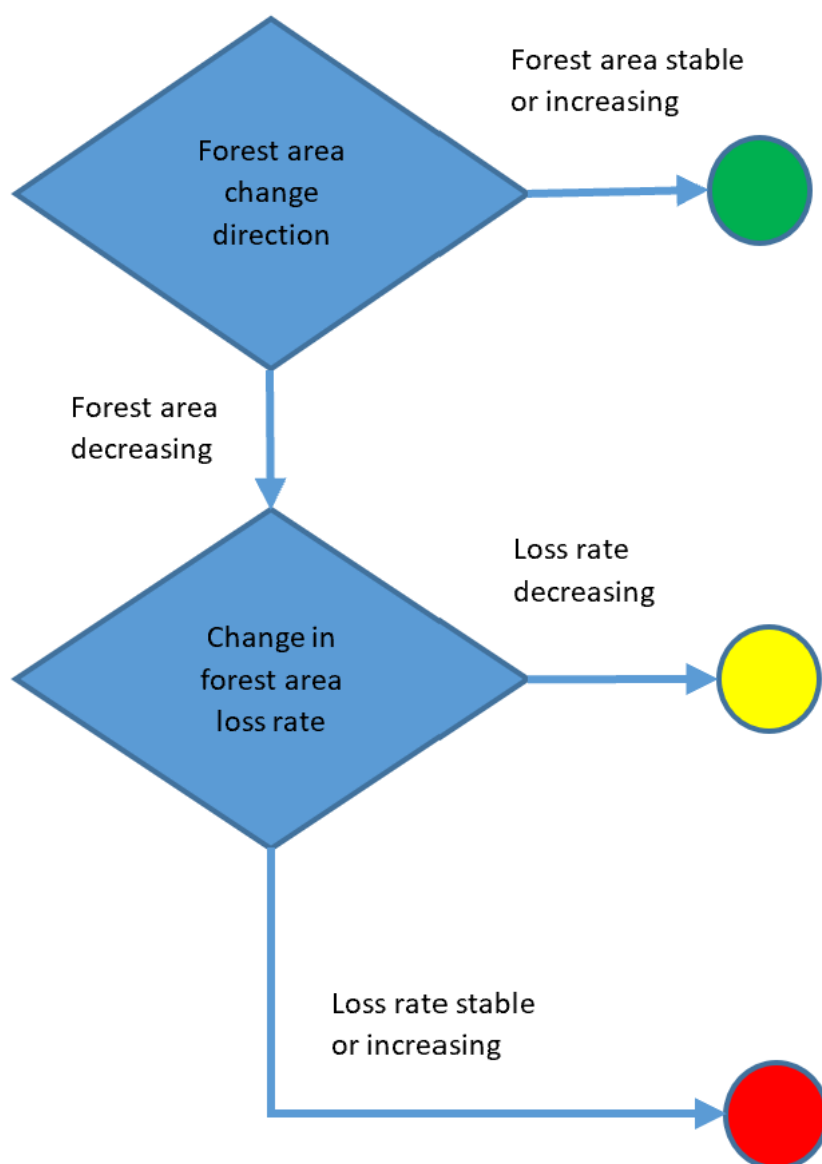 Forest area stable
or increasing
Forest area
change
direction
Forest area
decreasing
Loss rate
decreasing
Change in
forest area
loss rate
Loss rate stable
or increasing